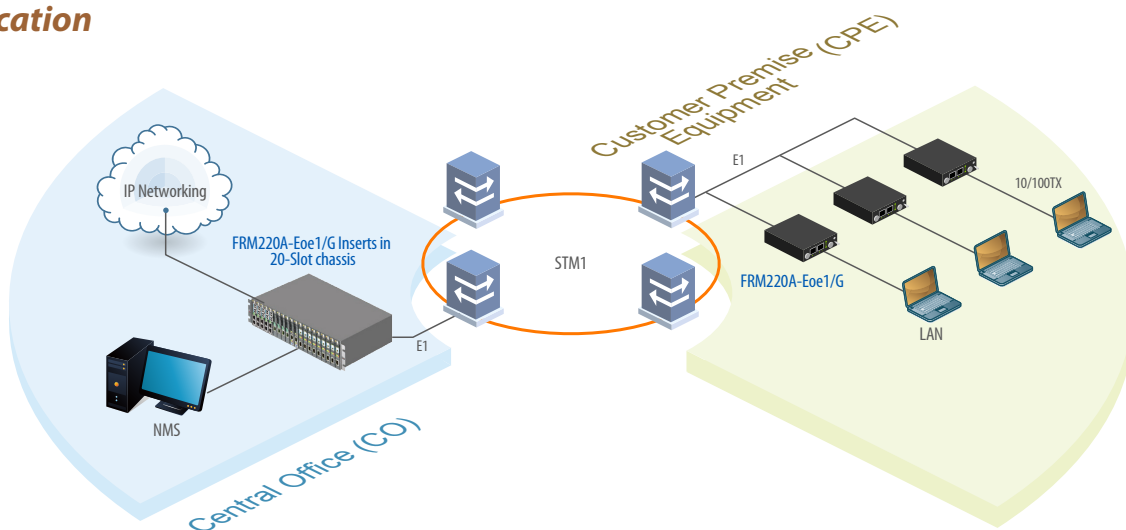 cation
Customer Premise (CPE)
Equipment
IP Networking
E1
10/100TX
FRM220A-Eoe1/G Inserts in
20-Slot chassis
STM1
FRM220A-Eoe1/G
LAN
E1
NMS
Central Office (CO)